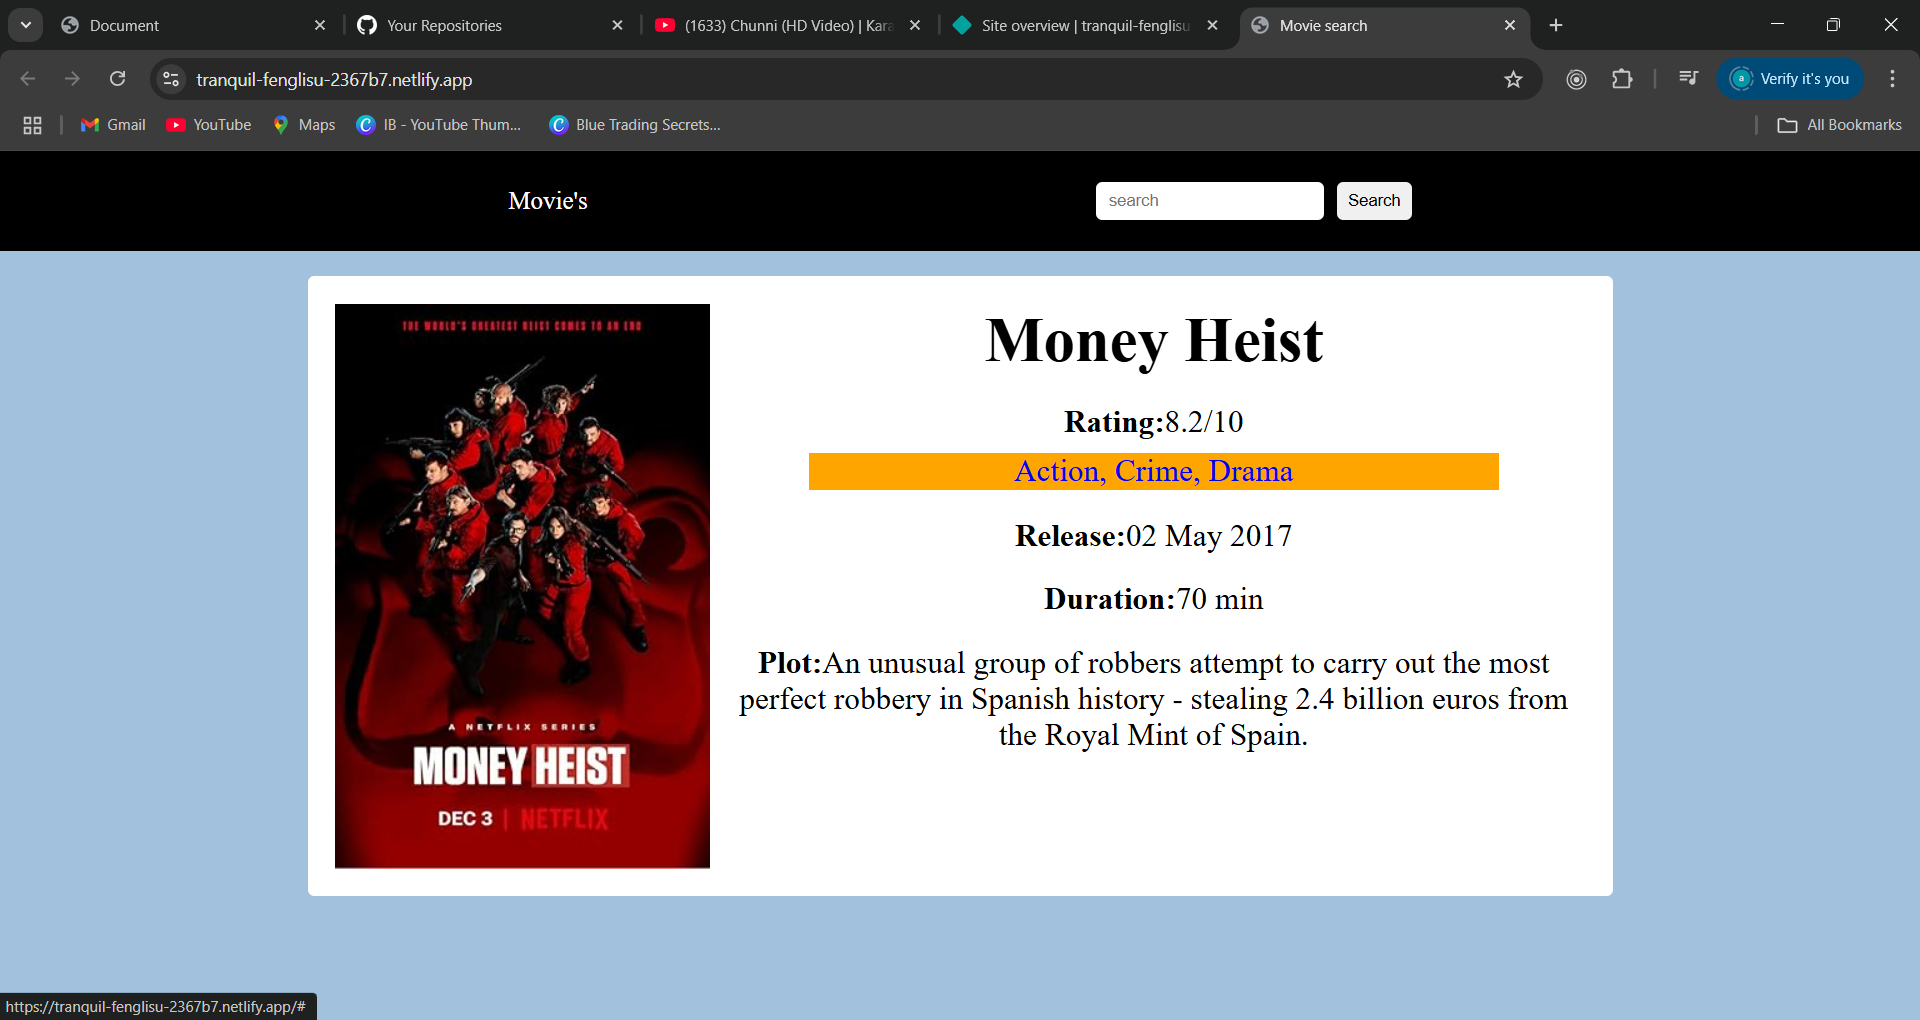 Document
Your Repositories
(1633) Chunni (HD Video) | Kara
Site overview | tranquil-fenglisu
Movie search
tranquil-fenglisu-2367b7.netlify.app
a
Verify it's you
Gmail
YouTube
Maps
IB - YouTube Thum...
Blue Trading Secrets...
All Bookmarks
Movie's
search
Search
THE WORLD'S GREATEST HEIST COMES TO AN END
A NETFLIX SERIES
MONEY HEIST
DEC 3 | NETFLIX
Money Heist
Rating:8.2/10
Action, Crime, Drama
Release:02 May 2017
Duration:70 min
Plot:An unusual group of robbers attempt to carry out the most
perfect robbery in Spanish history - stealing 2.4 billion euros from
the Royal Mint of Spain.
https://tranquil-fenglisu-2367b7.netlify.app/#